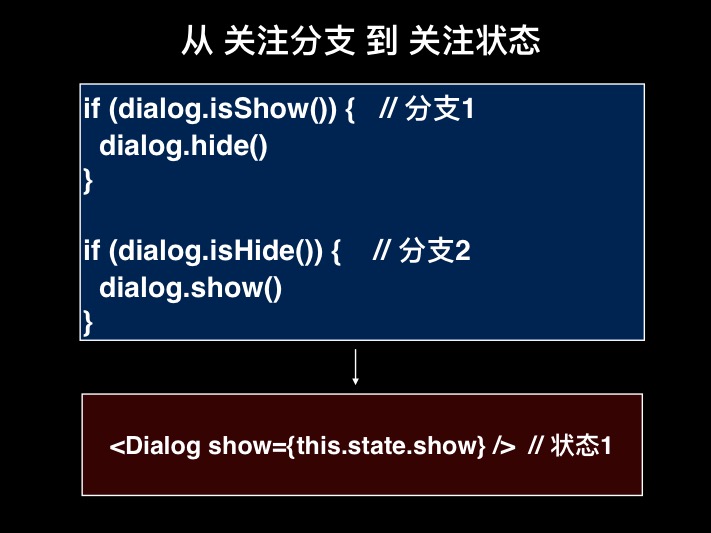 从 关注分支 到 关注状态
if (dialog.isShow()) {   // 分支1
  dialog.hide()
}
if (dialog.isHide()) {    // 分支2
  dialog.show()
}
<Dialog show={this.state.show} />  // 状态1